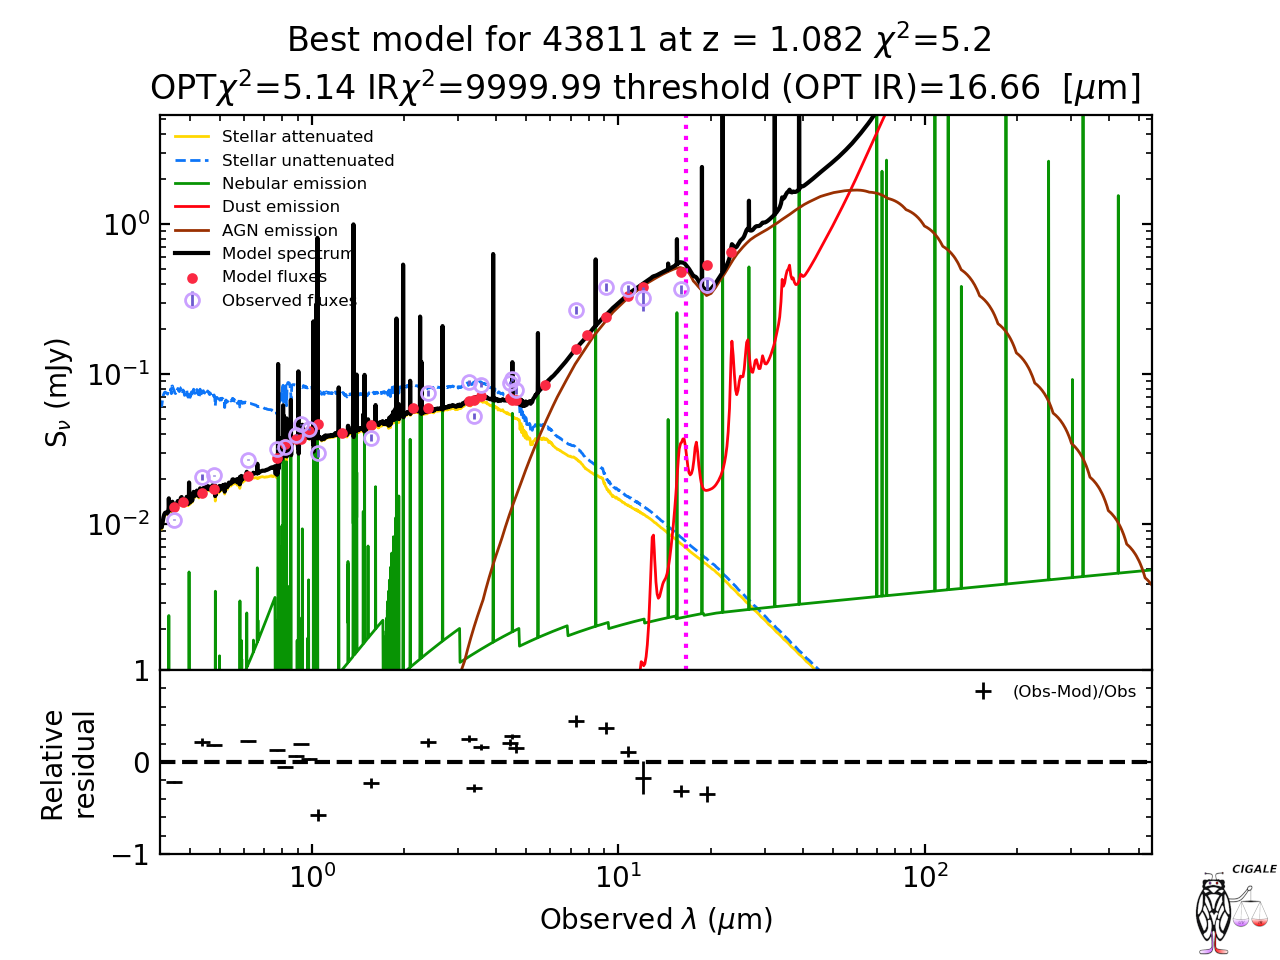 Best model for 43811 at z = 1.082 χ²=5.2
OPTχ²=5.14 IRχ²=9999.99 threshold (OPT IR)=16.66 [μm]
Stellar attenuated
Stellar unattenuated
Nebular emission
Dust emission
AGN emission
Model spectrum
Model fluxes
Observed fluxes
10⁰
10⁻¹
10⁻²
Sν (mJy)
1
0
−1
Relative
residual
(Obs-Mod)/Obs
10⁰ 10¹ 10²
Observed λ (μm)
CIGALE